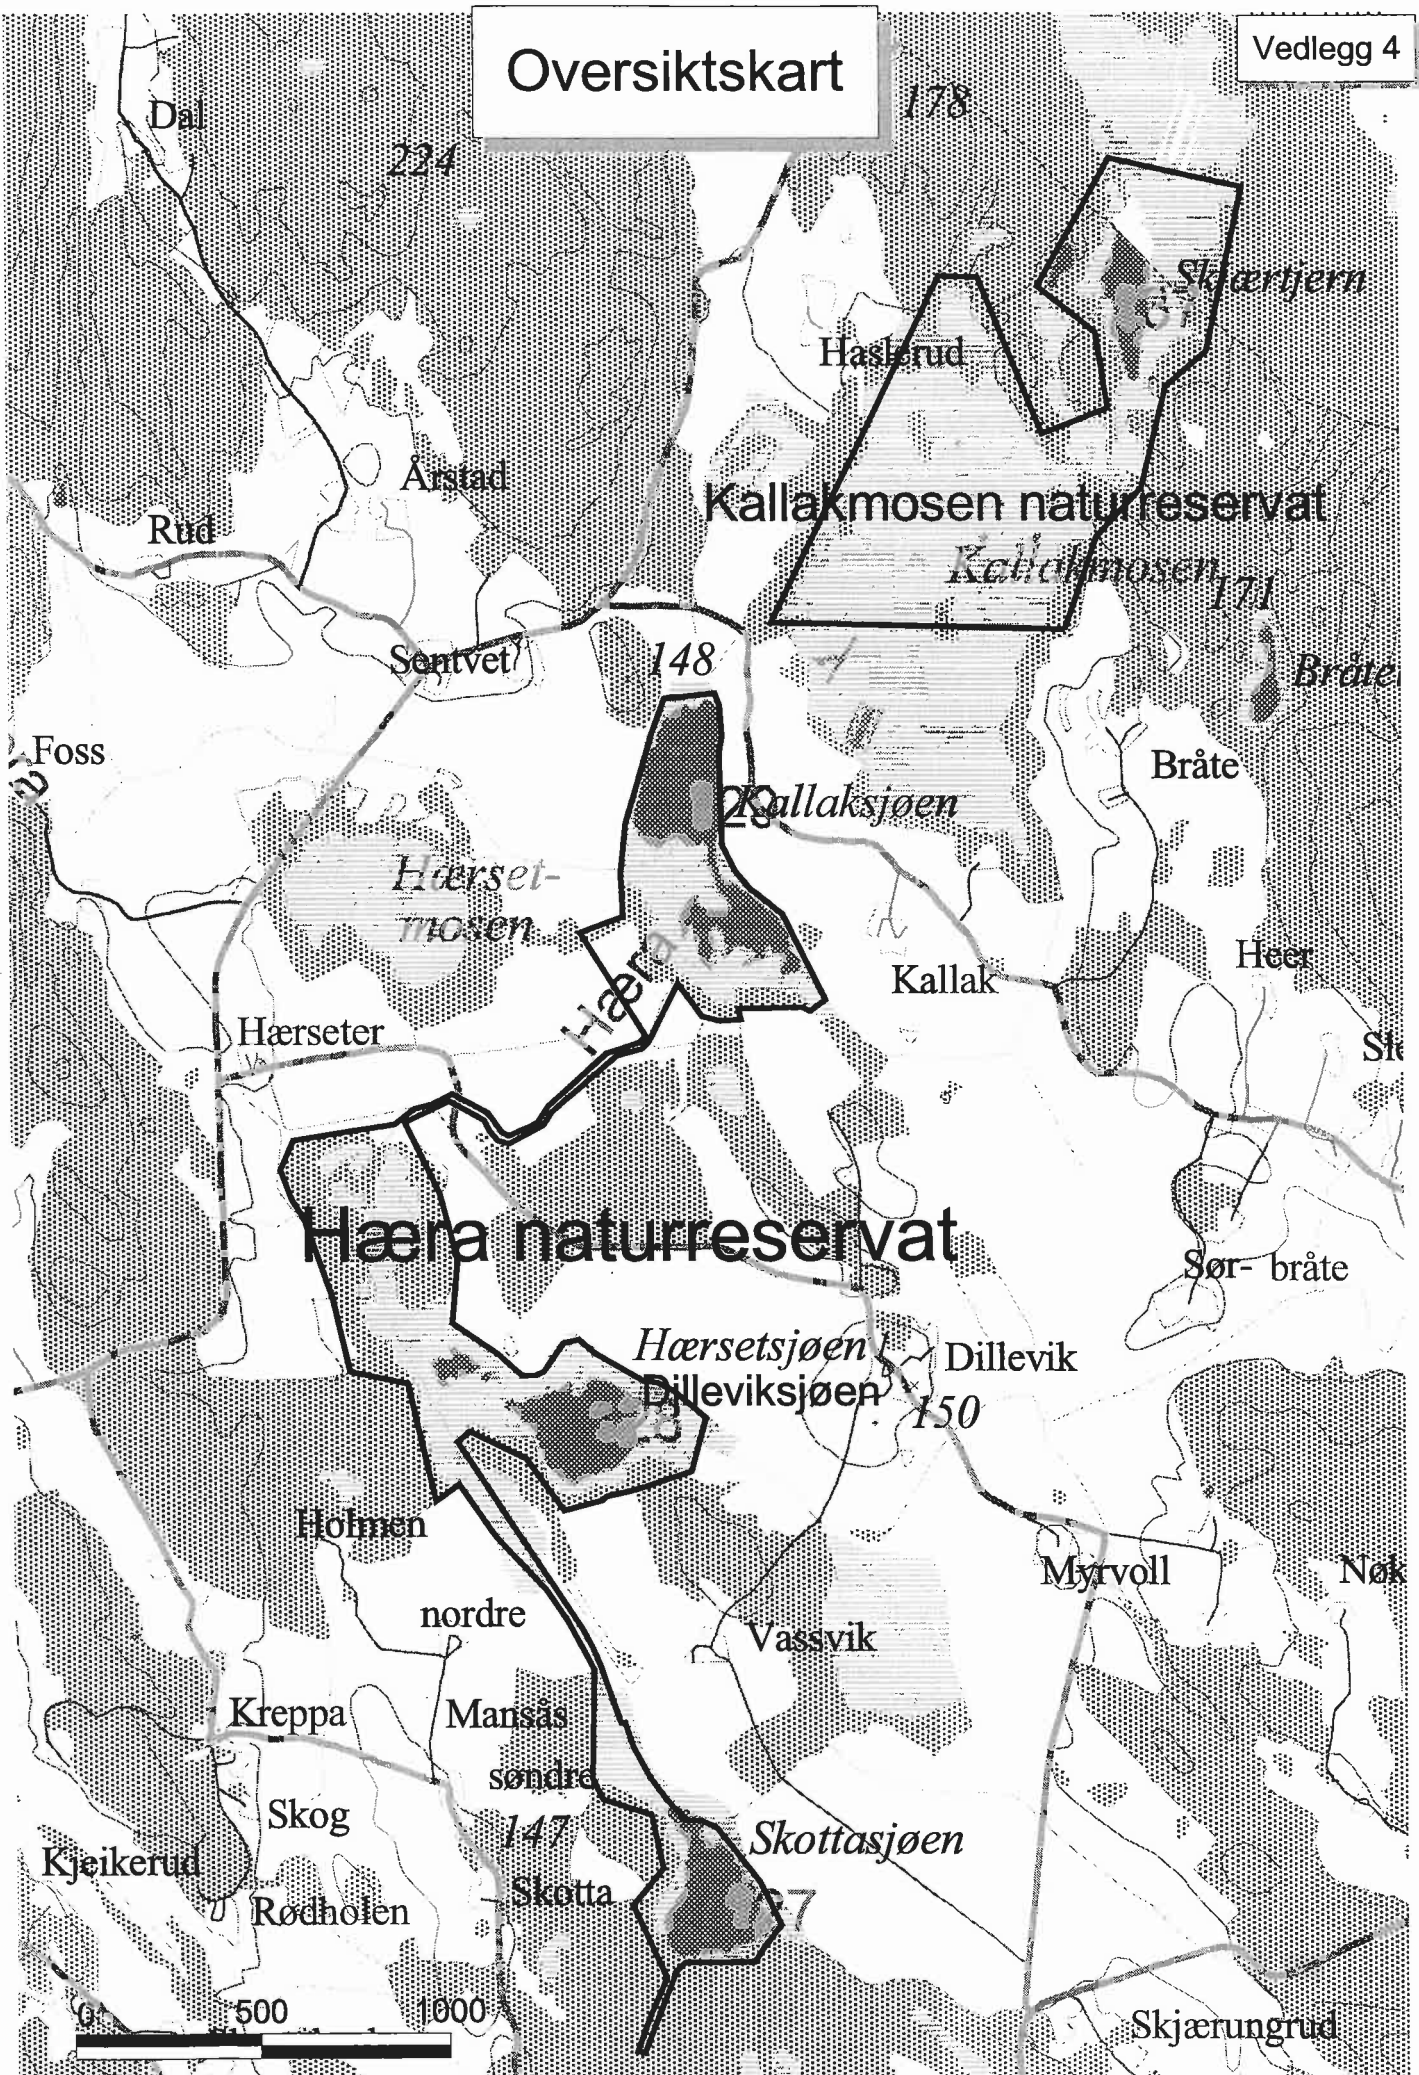 Oversiktskart
Vedlegg 4
178
Dal
224
Skjærtjern
Haslerud
Årstad
Kallakmosen naturreservat
Rud
Kallakmosen
171
Sentvet
148
Bråte
Foss
Bråte
Kallaksjøen
Hærset-
mosen
Hæra
Heer
Kallak
Hærseter
Hæra naturreservat
Sør- bråte
Hærsetsjøen
Dillevik
Dilleviksjøen
150
Holmen
Myrvoll
Nøk
nordre
Vassvik
Kreppa
Mansås
søndre
Skog
147
Skottasjøen
Kjeikerud
Skotta
Rødholen
0
500
1000
Skjærungrud